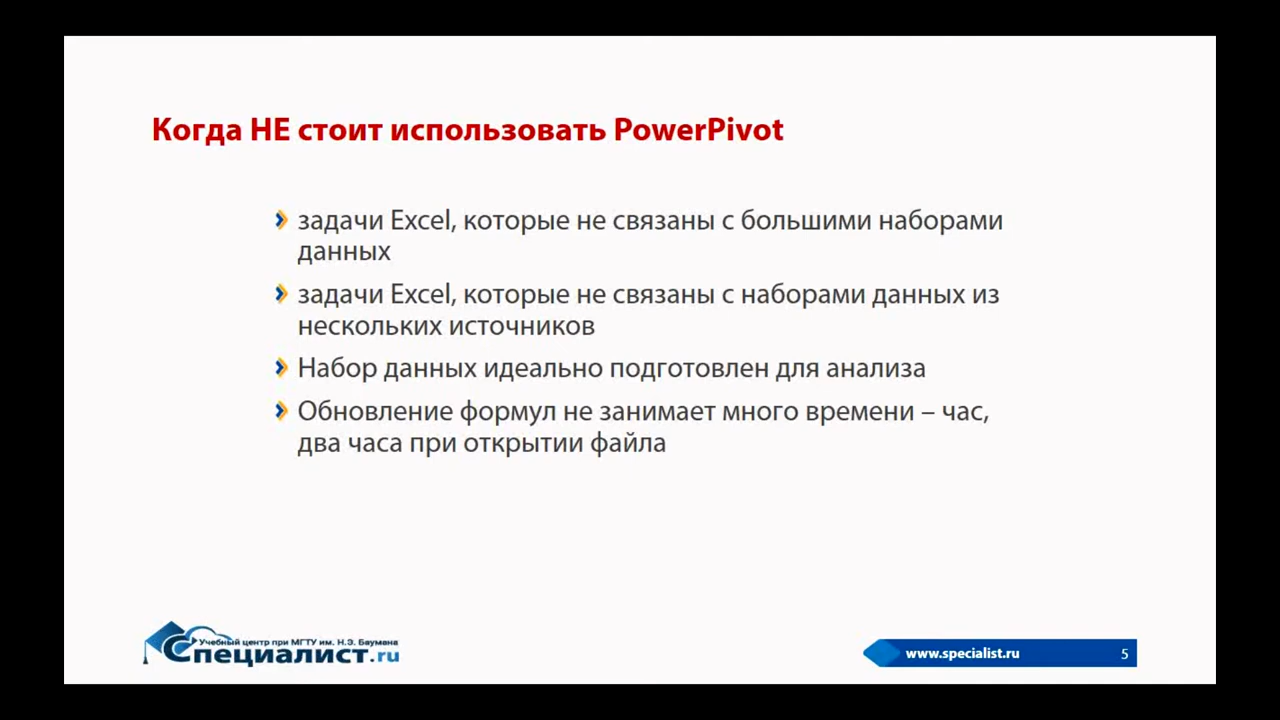 Когда НЕ стоит использовать PowerPivot
задачи Excel, которые не связаны с большими наборами
данных
задачи Excel, которые не связаны с наборами данных из
нескольких источников
Набор данных идеально подготовлен для анализа
Обновление формул не занимает много времени – час,
два часа при открытии файла
Учебный центр при МГТУ им. Н.Э. Баумана
Специалист.ru
www.specialist.ru
5